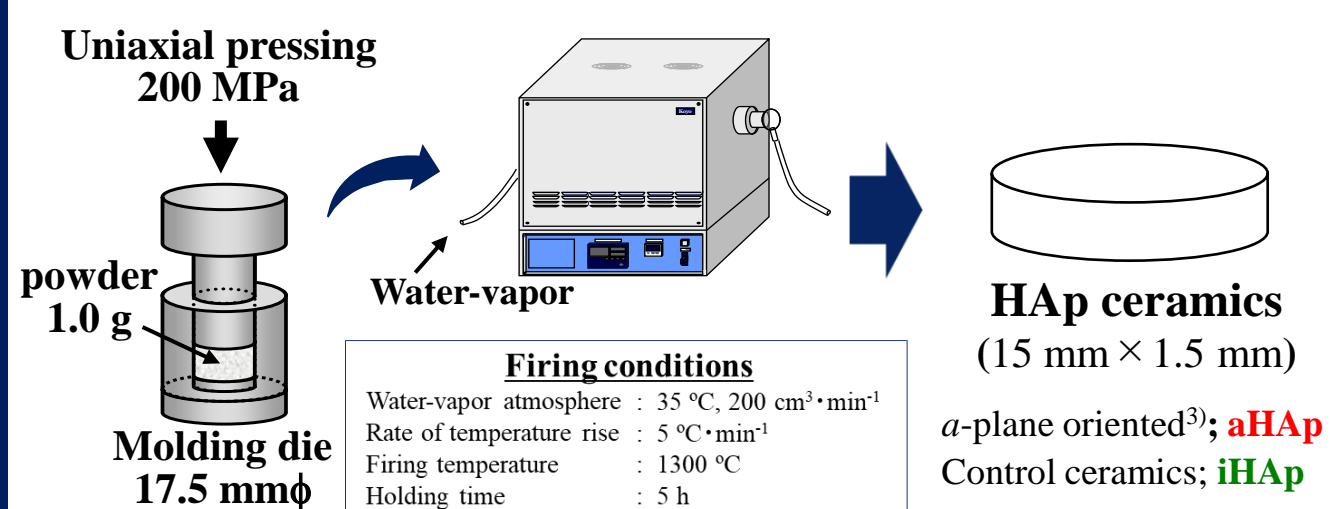 Uniaxial pressing
200 MPa
powder
1.0 g
Molding die
17.5 mmϕ
Keyo
Water-vapor
Firing conditions
Water-vapor atmosphere : 35 ºC, 200 cm³･min⁻¹
Rate of temperature rise : 5 ºC･min⁻¹
Firing temperature : 1300 ºC
Holding time : 5 h
HAp ceramics
(15 mm × 1.5 mm)
a-plane oriented³⁾; aHAp
Control ceramics; iHAp